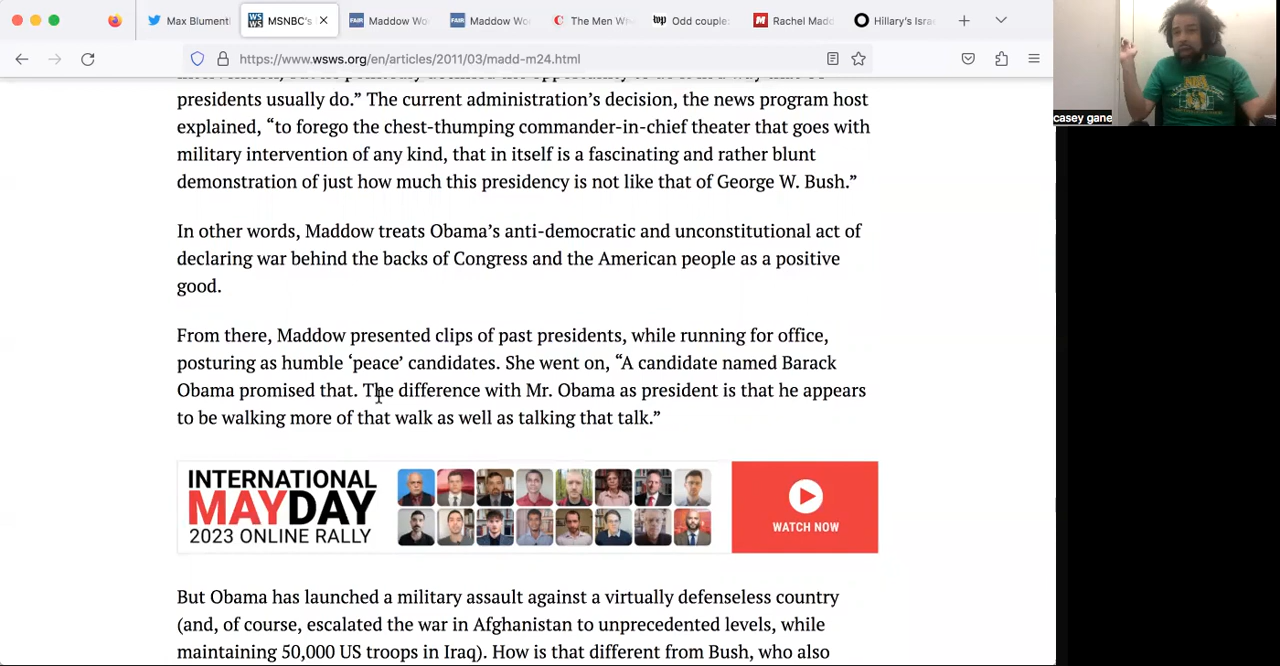 Max Blument
MSNBC's
FAIR Maddow Wo
FAIR Maddow Wo
The Men Wh
Odd couple:
Rachel Madd
Hillary's Isra
https://www.wsws.org/en/articles/2011/03/madd-m24.html
presidents usually do.” The current administration’s decision, the news program host
explained, “to forego the chest-thumping commander-in-chief theater that goes with
military intervention of any kind, that in itself is a fascinating and rather blunt
demonstration of just how much this presidency is not like that of George W. Bush.”
In other words, Maddow treats Obama’s anti-democratic and unconstitutional act of
declaring war behind the backs of Congress and the American people as a positive
good.
From there, Maddow presented clips of past presidents, while running for office,
posturing as humble ‘peace’ candidates. She went on, “A candidate named Barack
Obama promised that. The difference with Mr. Obama as president is that he appears
to be walking more of that walk as well as talking that talk.”
INTERNATIONAL
MAYDAY
2023 ONLINE RALLY
WATCH NOW
But Obama has launched a military assault against a virtually defenseless country
(and, of course, escalated the war in Afghanistan to unprecedented levels, while
maintaining 50,000 US troops in Iraq). How is that different from Bush, who also
casey gane